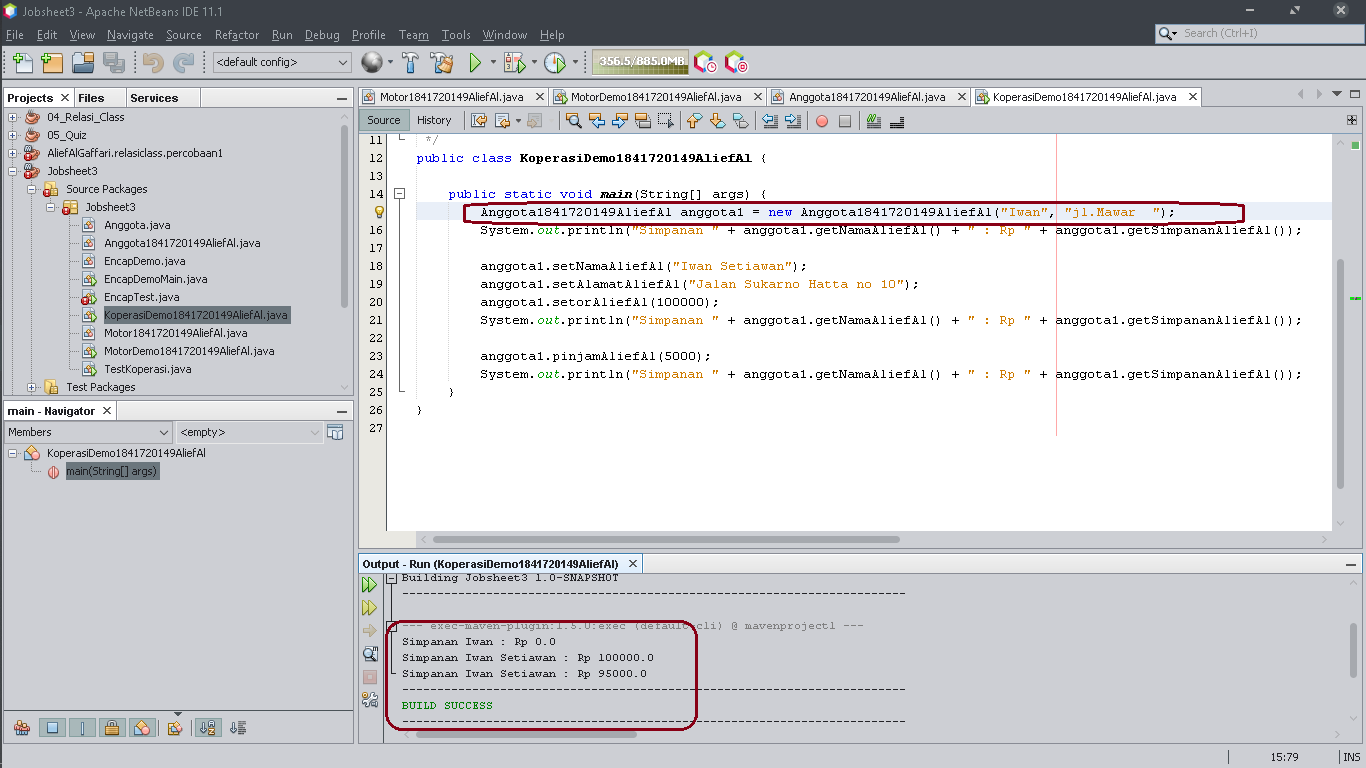 Jobsheet3 - Apache NetBeans IDE 11.1
File Edit View Navigate Source Refactor Run Debug Profile Team Tools Window Help
Search (Ctrl+I)
<default config>
356.5/885.0MB
Projects Files Services
04_Relasi_Class
05_Quiz
AliefAlGaffari.relasiclass.percobaan1
Jobsheet3
Source Packages
Jobsheet3
Anggota.java
Anggota1841720149AliefAl.java
EncapDemo.java
EncapDemoMain.java
EncapTest.java
KoperasiDemo1841720149AliefAl.java
Motor1841720149AliefAl.java
MotorDemo1841720149AliefAl.java
TestKoperasi.java
Test Packages
main - Navigator
Members <empty>
KoperasiDemo1841720149AliefAl
main(String[] args)
Motor1841720149AliefAl.java MotorDemo1841720149AliefAl.java Anggota1841720149AliefAl.java KoperasiDemo1841720149AliefAl.java
Source History
11 */
12 public class KoperasiDemo1841720149AliefAl {
13
14 public static void main(String[] args) {
Anggota1841720149AliefAl anggota1 = new Anggota1841720149AliefAl("Iwan", "jl.Mawar  ");
16 System.out.println("Simpanan " + anggota1.getNamaAliefAl() + " : Rp " + anggota1.getSimpananAliefAl());
17
18 anggota1.setNamaAliefAl("Iwan Setiawan");
19 anggota1.setAlamatAliefAl("Jalan Sukarno Hatta no 10");
20 anggota1.setorAliefAl(100000);
21 System.out.println("Simpanan " + anggota1.getNamaAliefAl() + " : Rp " + anggota1.getSimpananAliefAl());
22
23 anggota1.pinjamAliefAl(5000);
24 System.out.println("Simpanan " + anggota1.getNamaAliefAl() + " : Rp " + anggota1.getSimpananAliefAl());
25 }
26 }
27
Output - Run (KoperasiDemo1841720149AliefAl)
Building Jobsheet3 1.0-SNAPSHOT
------------------------------------------------------------------------
--- exec-maven-plugin:1.5.0:exec (default-cli) @ mavenproject1 ---
Simpanan Iwan : Rp 0.0
Simpanan Iwan Setiawan : Rp 100000.0
Simpanan Iwan Setiawan : Rp 95000.0
------------------------------------------------------------------------
BUILD SUCCESS
------------------------------------------------------------------------
15:79 INS